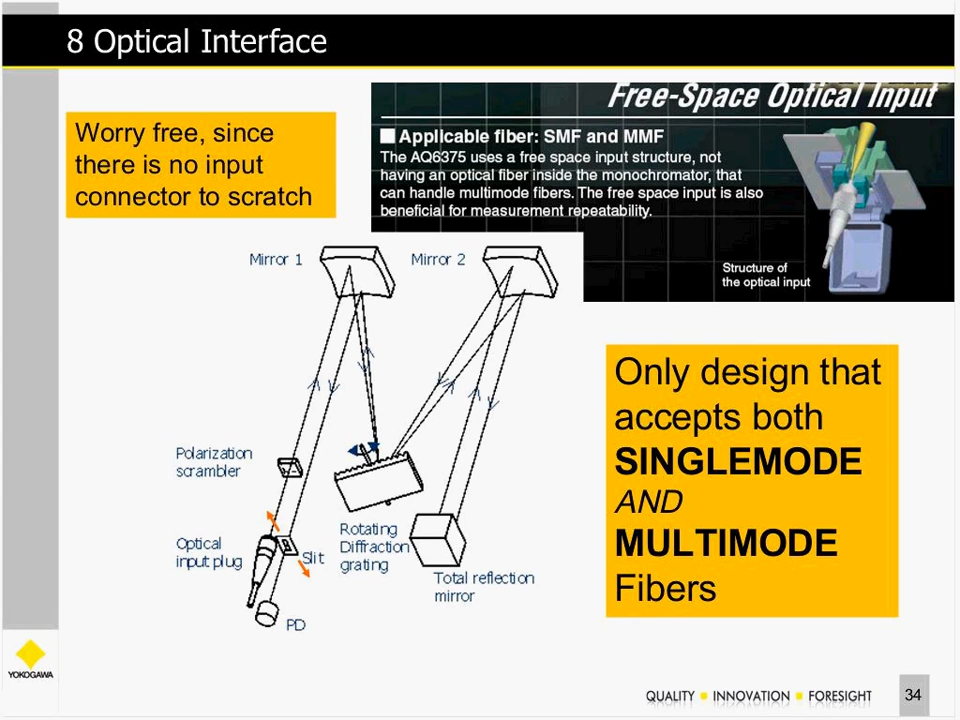 8 Optical Interface
Worry free, since
there is no input
connector to scratch
Free-Space Optical Input
Applicable fiber: SMF and MMF
The AQ6375 uses a free space input structure, not
having an optical fiber inside the monochromator, that
can handle multimode fibers. The free space input is also
beneficial for measurement repeatability.
Structure of
the optical input
Mirror 1
Mirror 2
Polarization
scrambler
Optical
input plug
Slit
PD
Rotating
Diffraction
grating
Total reflection
mirror
Only design that
accepts both
SINGLEMODE
AND
MULTIMODE
Fibers
YOKOGAWA
QUALITY INNOVATION FORESIGHT
34